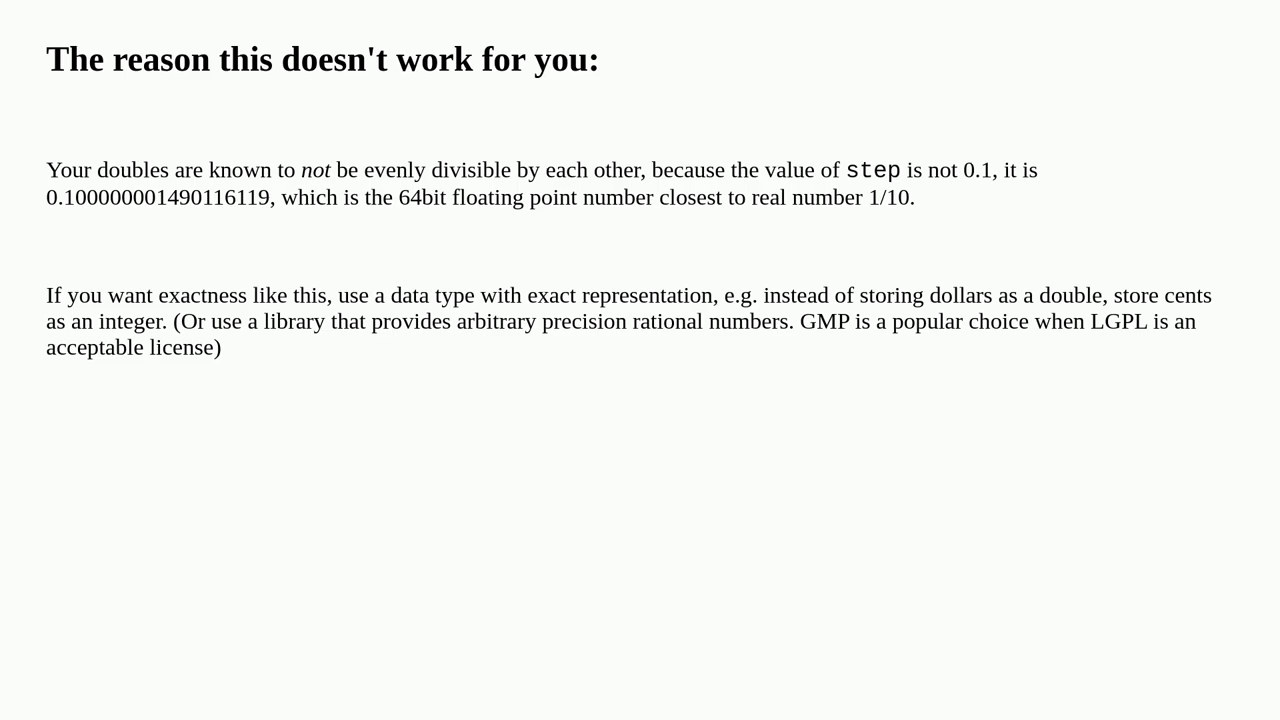 The reason this doesn't work for you:
Your doubles are known to not be evenly divisible by each other, because the value of step is not 0.1, it is
0.100000001490116119, which is the 64bit floating point number closest to real number 1/10.
If you want exactness like this, use a data type with exact representation, e.g. instead of storing dollars as a double, store cents
as an integer. (Or use a library that provides arbitrary precision rational numbers. GMP is a popular choice when LGPL is an
acceptable license)